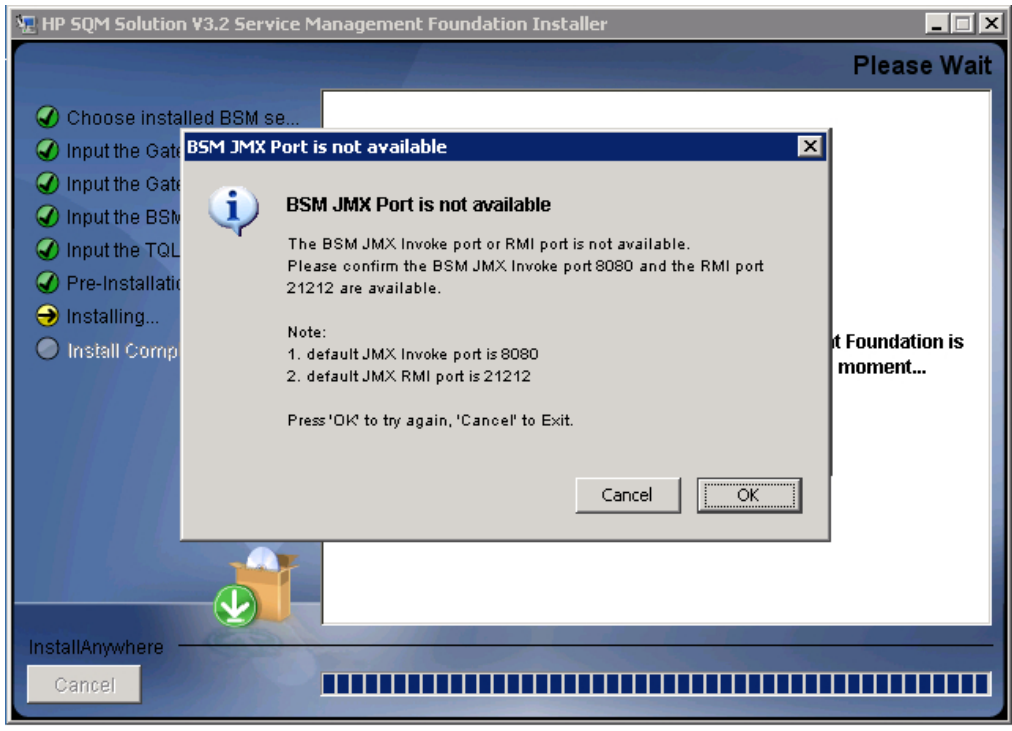 HP SQM Solution V3.2 Service Management Foundation Installer
Please Wait
Choose installed BSM se...
Input the Gate
Input the Gate
Input the BSM
Input the TQL
Pre-Installatio
Installing...
Install Comp
BSM JMX Port is not available
BSM JMX Port is not available
The BSM JMX Invoke port or RMI port is not available.
Please confirm the BSM JMX Invoke port 8080 and the RMI port
21212 are available.
Note:
1. default JMX Invoke port is 8080
2. default JMX RMI port is 21212
Press 'OK' to try again, 'Cancel' to Exit.
Cancel
OK
t Foundation is
moment...
InstallAnywhere
Cancel